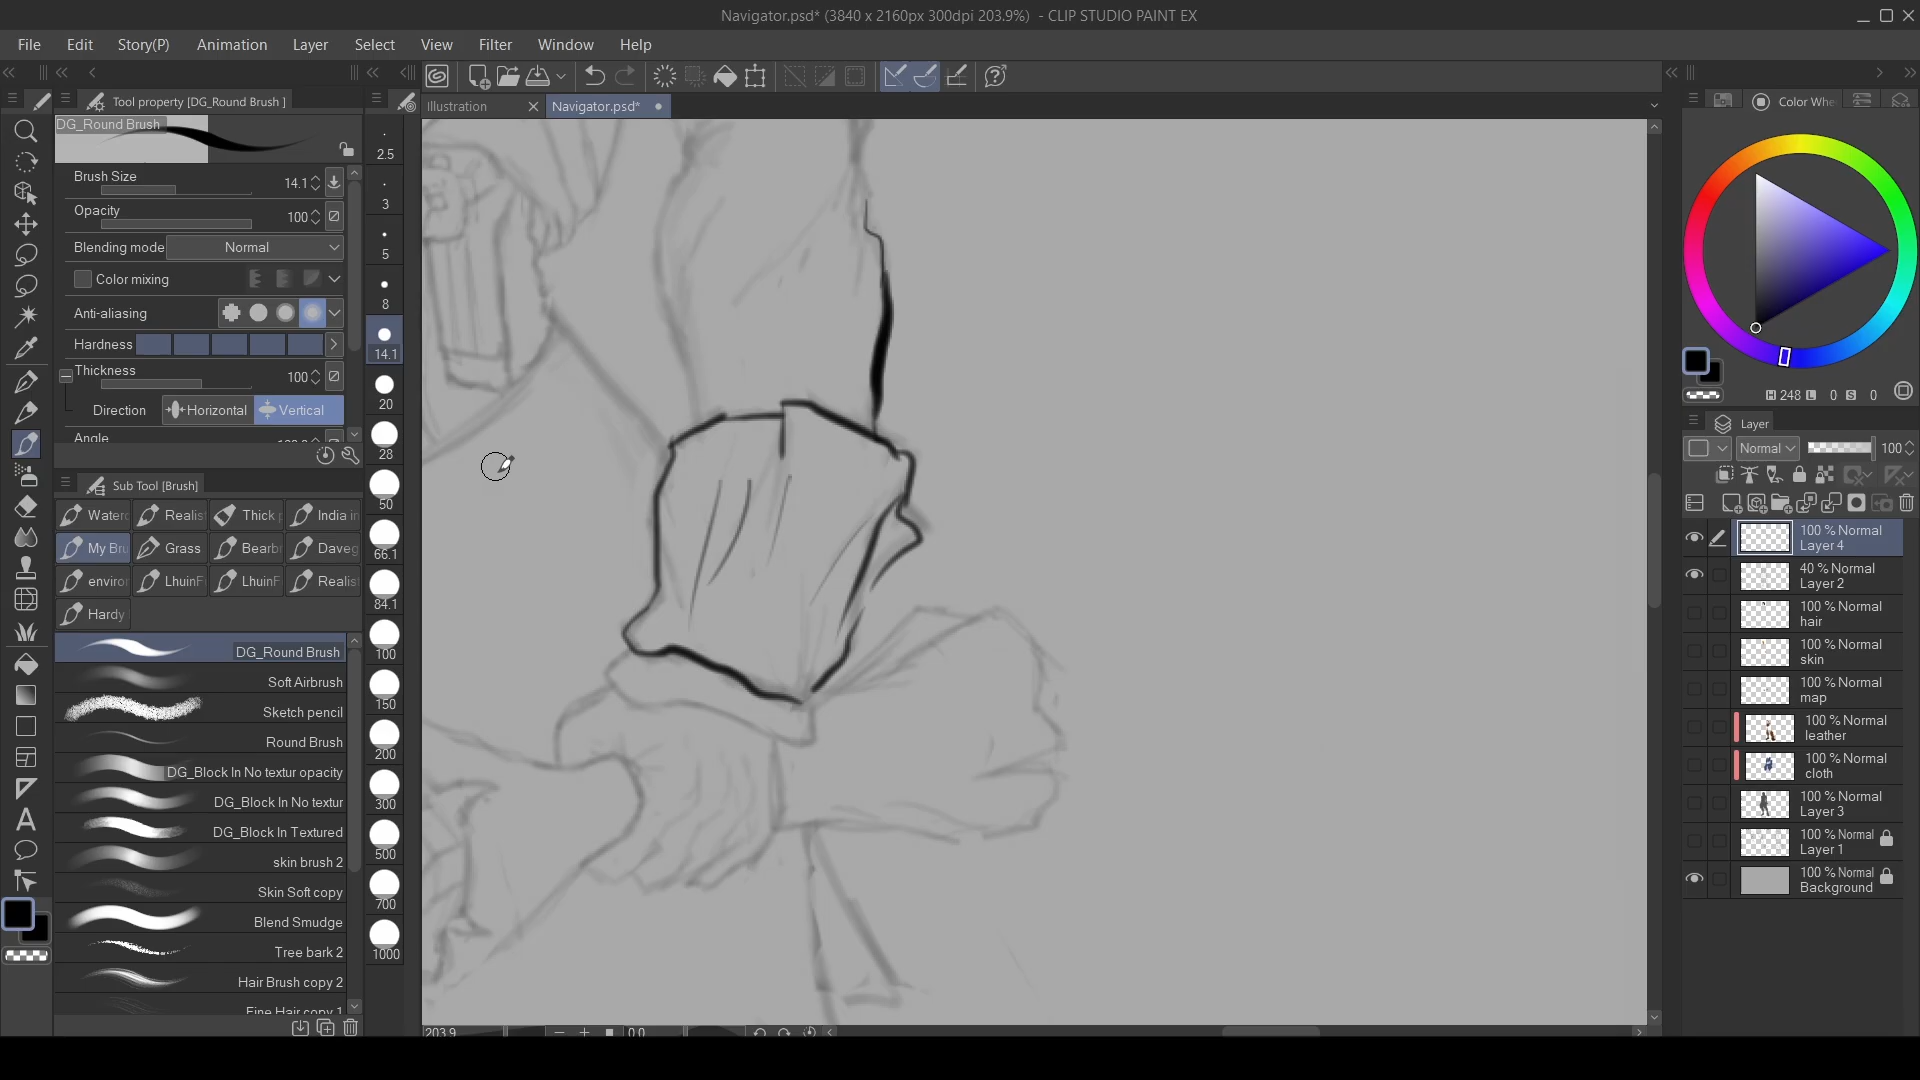 Navigator.psd* (3840 x 2160px 300dpi 203.9%)  - CLIP STUDIO PAINT EX
File Edit Story(P) Animation Layer Select View Filter Window Help
Tool property [DG_Round Brush ]
Illustration
Navigator.psd*
Color Whe
DG_Round Brush
Brush Size 14.1
Opacity 100
Blending mode Normal
Color mixing
Anti-aliasing
Hardness
Thickness 100
Direction Horizontal Vertical
Angle
2.5
3
5
8
14.1
20
28
50
66.1
84.1
100
150
200
300
500
700
1000
Sub Tool [Brush]
Water Realis Thick India in
My Bru Grass Bearb Daveg
enviro LhuinF LhuinF Realis
Hardy
DG_Round Brush
Soft Airbrush
Sketch pencil
Round Brush
DG_Block In No textur opacity
DG_Block In No textur
DG_Block In Textured
skin brush 2
Skin Soft copy
Blend Smudge
Tree bark 2
Hair Brush copy 2
Fine Hair copy 1
203.9
0.0
H 248 L 0 S 0
Layer
Normal 100
100 % Normal
Layer 4
40 % Normal
Layer 2
100 % Normal
hair
100 % Normal
skin
100 % Normal
map
100 % Normal
leather
100 % Normal
cloth
100 % Normal
Layer 3
100 % Normal
Layer 1
100 % Normal
Background